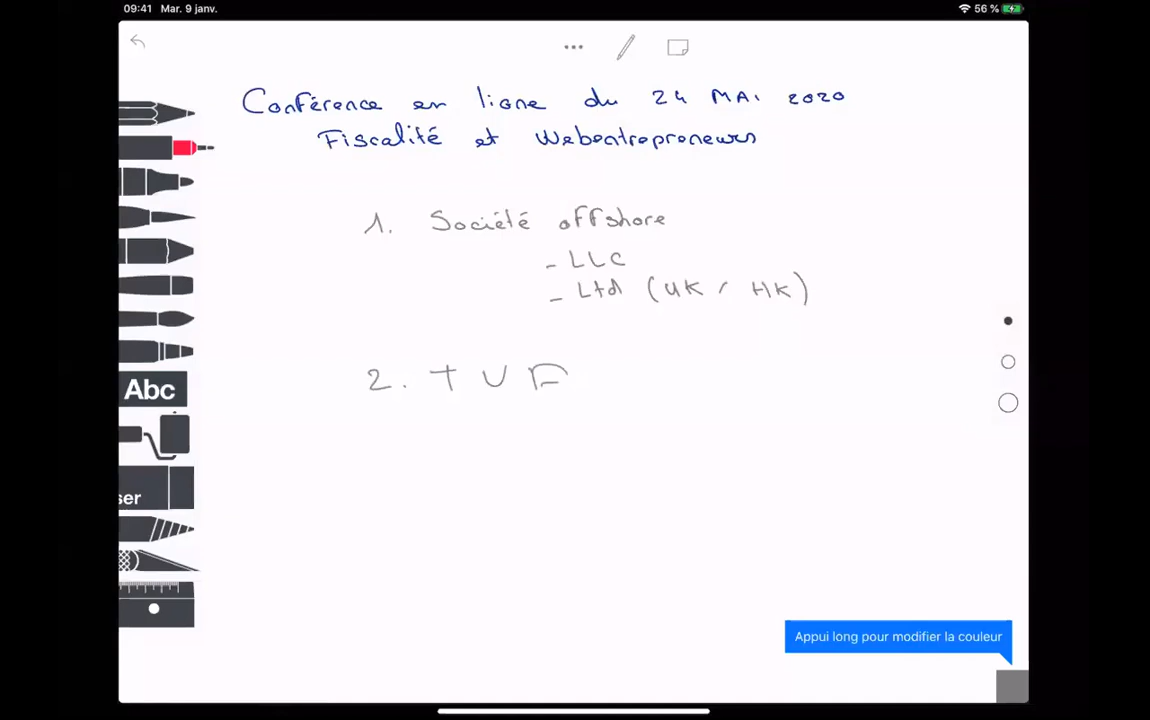 09:41 Mar. 9 janv.
56 %
Conférence en ligne du 24 MAI 2020
Fiscalité et Webentrepreneurs
1. Société offshore
- LLC
- Ltd (UK / HK)
2. T V F
Abc
ser
Appui long pour modifier la couleur